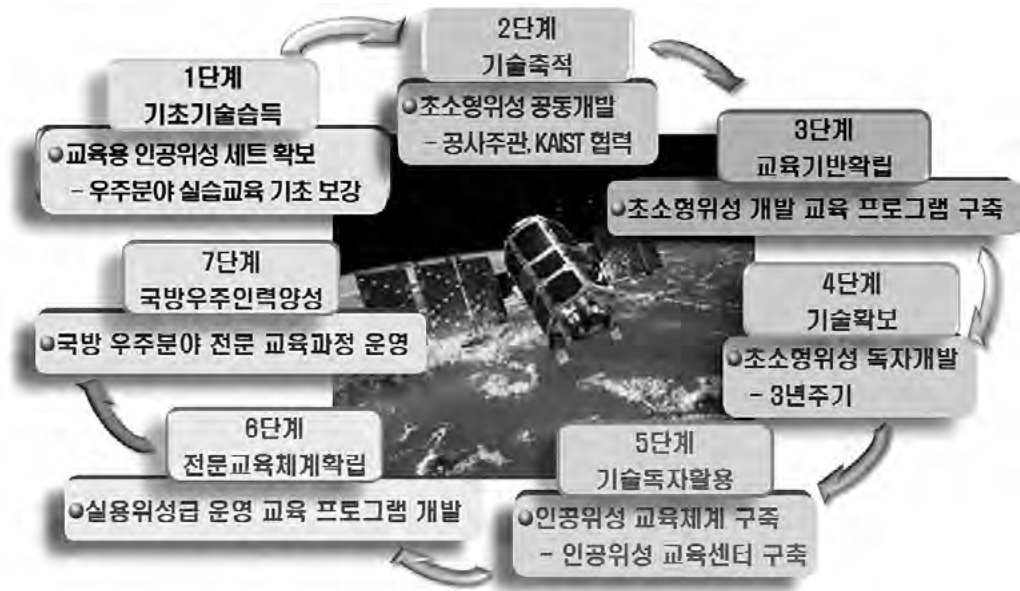 1단계
기초기술습득
교육용 인공위성 세트 확보
- 우주분야 실습교육 기초 보강
2단계
기술축적
초소형위성 공동개발
- 공사주관, KAIST 협력
3단계
교육기반확립
초소형위성 개발 교육 프로그램 구축
4단계
기술확보
초소형위성 독자개발
- 3년주기
5단계
기술독자활용
인공위성 교육체계 구축
- 인공위성 교육센터 구축
6단계
전문교육체계확립
실용위성급 운영 교육 프로그램 개발
7단계
국방우주인력양성
국방 우주분야 전문 교육과정 운영